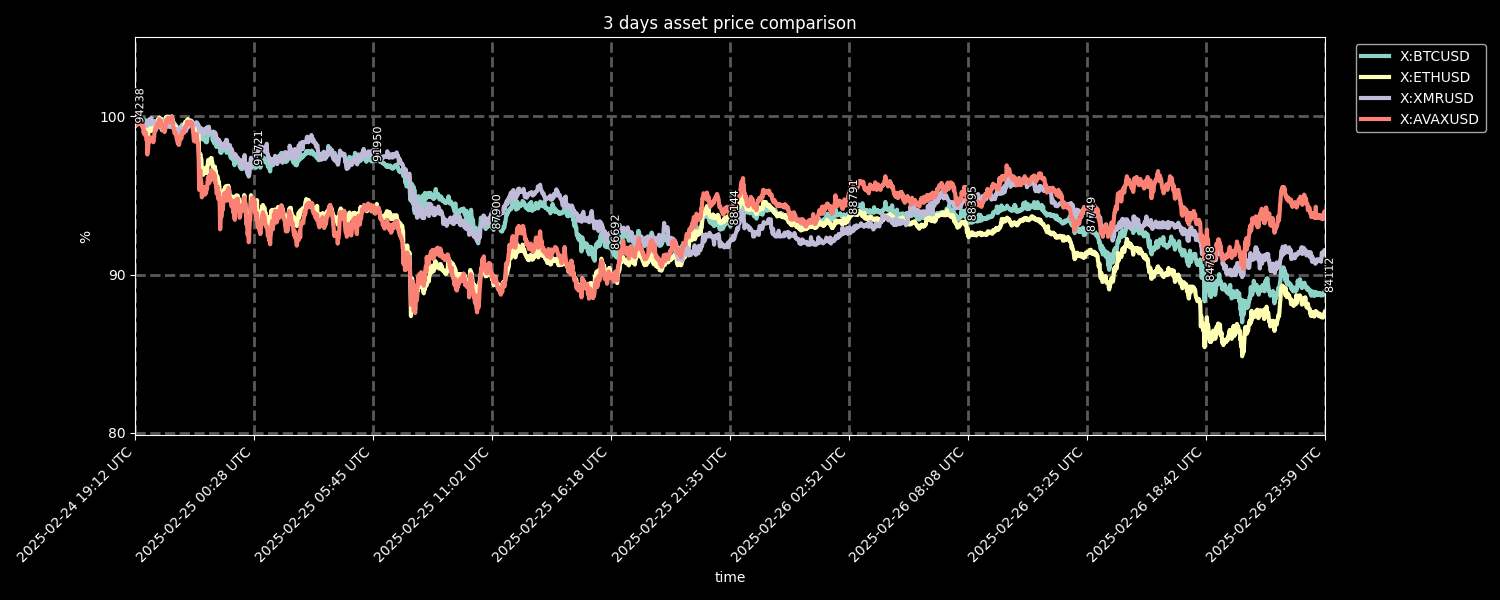 3 days asset price comparison
X:BTCUSD
X:ETHUSD
X:XMRUSD
X:AVAXUSD
%
100
90
80
94238
91721
91950
87900
86692
88144
88791
88395
87749
84798
84112
2025-02-24 19:12 UTC
2025-02-25 00:28 UTC
2025-02-25 05:45 UTC
2025-02-25 11:02 UTC
2025-02-25 16:18 UTC
2025-02-25 21:35 UTC
2025-02-26 02:52 UTC
2025-02-26 08:08 UTC
2025-02-26 13:25 UTC
2025-02-26 18:42 UTC
2025-02-26 23:59 UTC
time